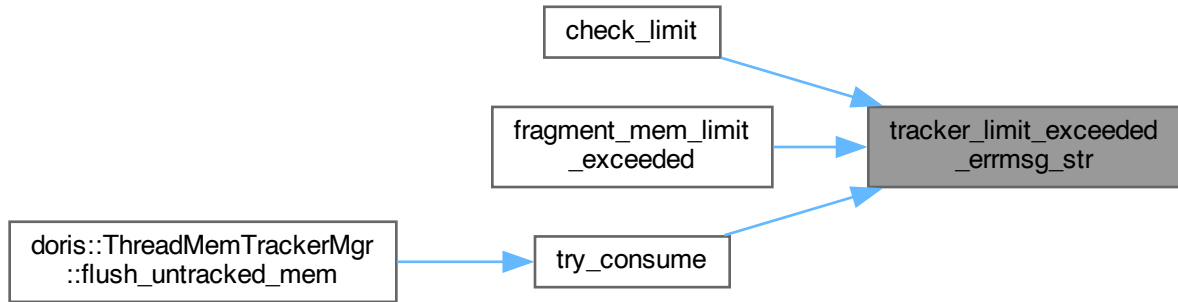 check_limit
fragment_mem_limit
_exceeded
tracker_limit_exceeded
_errmsg_str
doris::ThreadMemTrackerMgr
::flush_untracked_mem
try_consume